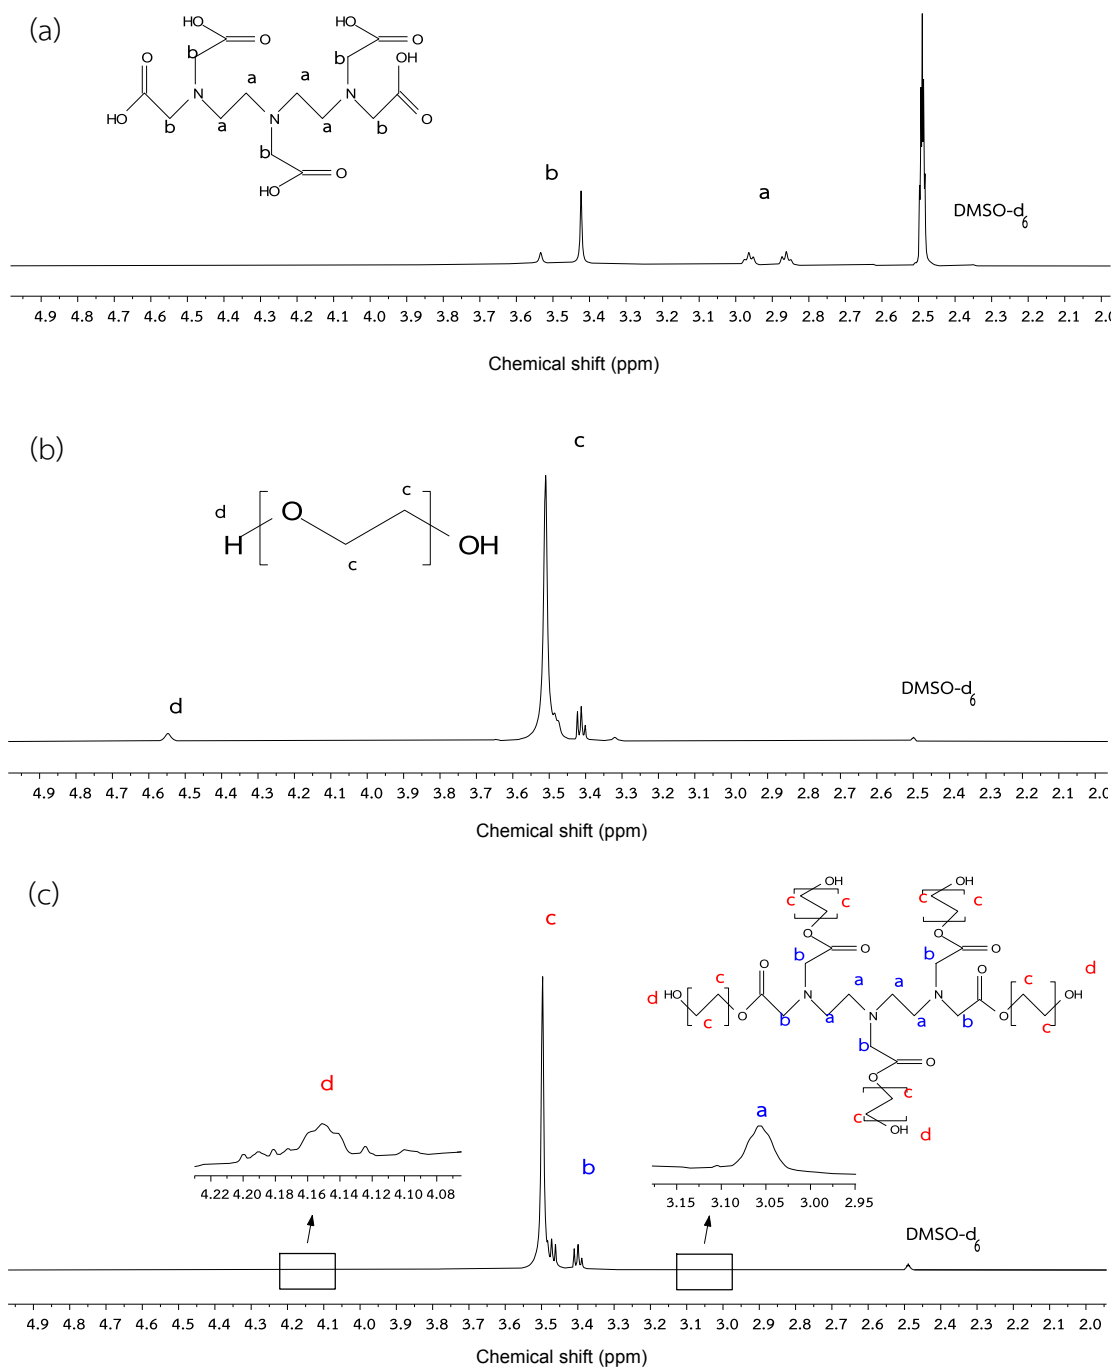 (a)
HO O HO O
b b OH
O a a
N N
HO b a N a b O
b
HO O
b a
DMSO-d6
4.9 4.8 4.7 4.6 4.5 4.4 4.3 4.2 4.1 4.0 3.9 3.8 3.7 3.6 3.5 3.4 3.3 3.2 3.1 3.0 2.9 2.8 2.7 2.6 2.5 2.4 2.3 2.2 2.1 2.0
Chemical shift (ppm)
(b)
c
c
d O
H OH
c
DMSO-d6
d
4.9 4.8 4.7 4.6 4.5 4.4 4.3 4.2 4.1 4.0 3.9 3.8 3.7 3.6 3.5 3.4 3.3 3.2 3.1 3.0 2.9 2.8 2.7 2.6 2.5 2.4 2.3 2.2 2.1 2.0
Chemical shift (ppm)
(c)
OH OH
c c c c
c
O O
b O b O
O O
c a a c d
d HO N N OH
c O b a N a b O c
b O
O
c
d a c OH d
b
4.22 4.20 4.18 4.16 4.14 4.12 4.10 4.08
3.15 3.10 3.05 3.00 2.95
DMSO-d6
4.9 4.8 4.7 4.6 4.5 4.4 4.3 4.2 4.1 4.0 3.9 3.8 3.7 3.6 3.5 3.4 3.3 3.2 3.1 3.0 2.9 2.8 2.7 2.6 2.5 2.4 2.3 2.2 2.1 2.0
Chemical shift (ppm)